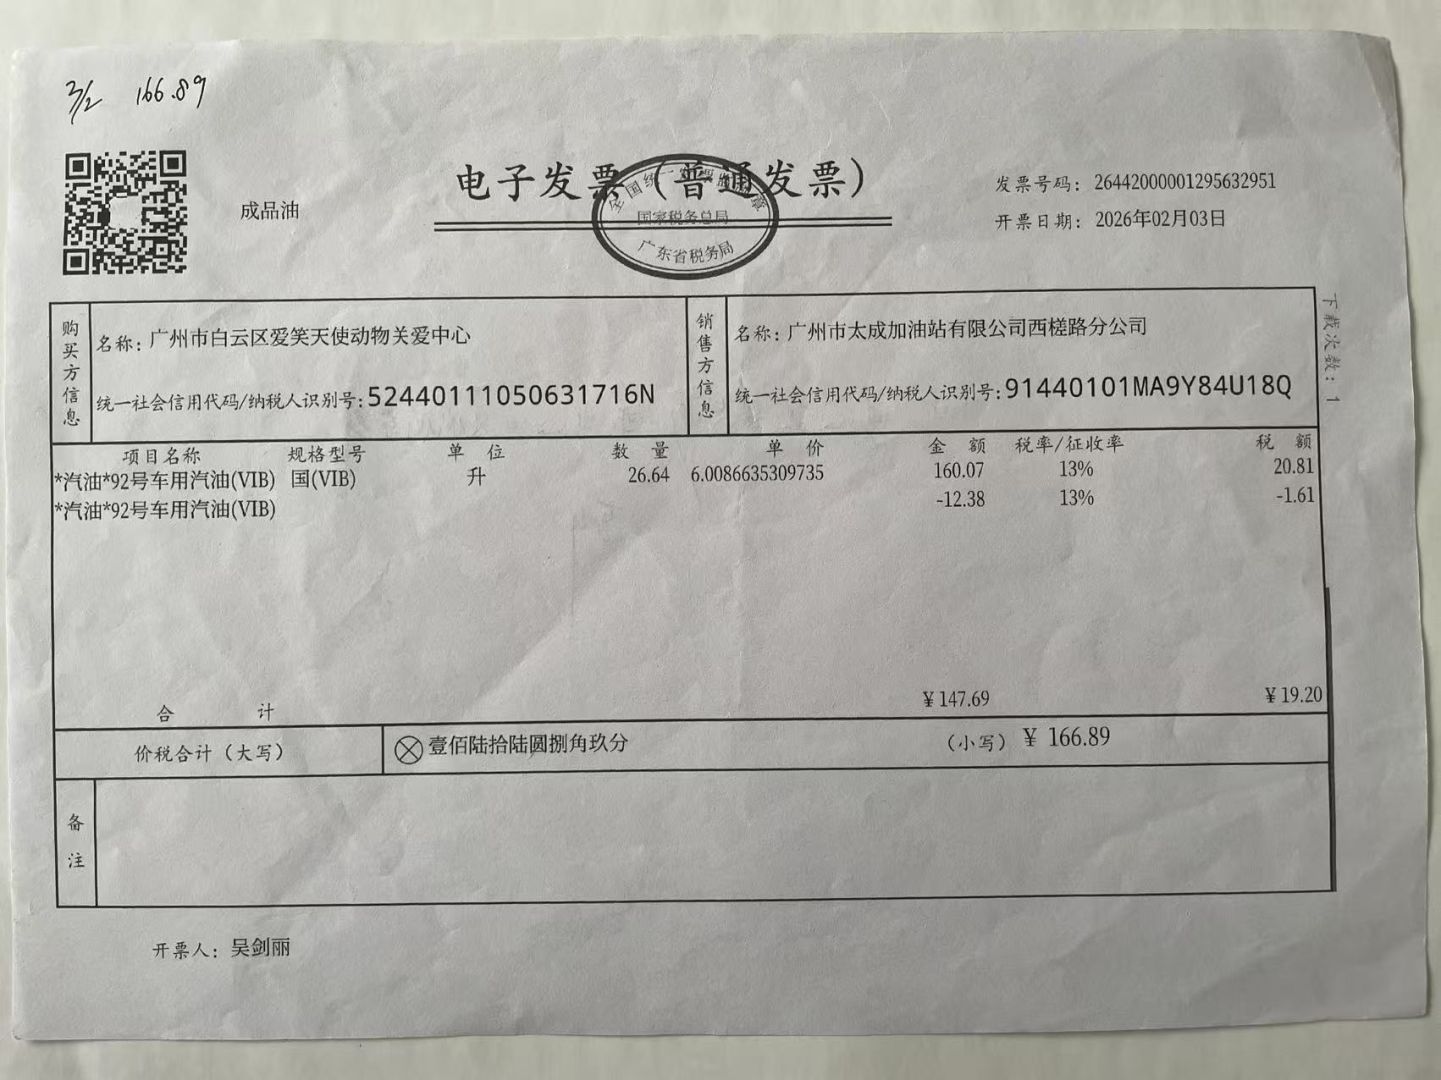 3/2 166.89
成品油
电子发票（普通发票）
全国统一发票监制章
国家税务总局
广东省税务局
发票号码：26442000001295632951
开票日期：2026年02月03日
购买方信息
名称：广州市白云区爱笑天使动物关爱中心
统一社会信用代码/纳税人识别号：52440111050631716N
销售方信息
名称：广州市太成加油站有限公司西槎路分公司
统一社会信用代码/纳税人识别号：91440101MA9Y84U18Q
下载次数：1
项目名称 规格型号 单位 数量 单价 金额 税率/征收率 税额
*汽油*92号车用汽油(VIB) 国(VIB) 升 26.64 6.0086635309735 160.07 13% 20.81
*汽油*92号车用汽油(VIB) -12.38 13% -1.61
合计 ¥147.69 ¥19.20
价税合计（大写） 壹佰陆拾陆圆捌角玖分 （小写）¥ 166.89
备注
开票人：吴剑丽